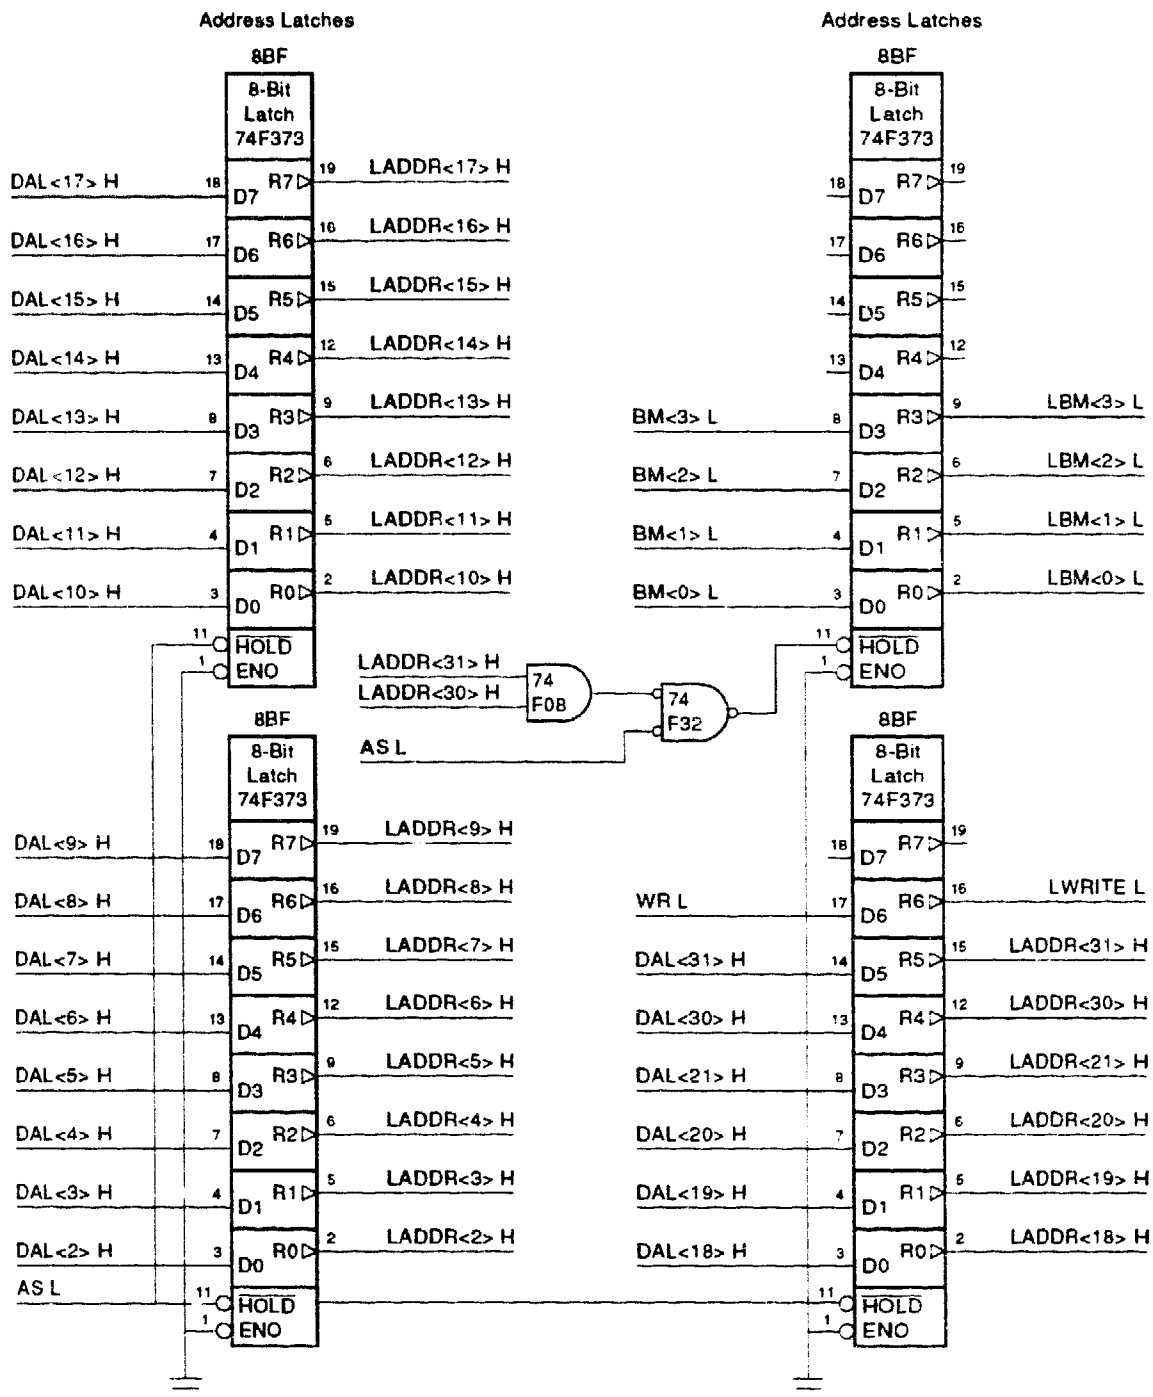 Address Latches
8BF
8-Bit
Latch
74F373
DAL<17> H 18 D7 R7 19 LADDR<17> H
DAL<16> H 17 D6 R6 16 LADDR<16> H
DAL<15> H 14 D5 R5 15 LADDR<15> H
DAL<14> H 13 D4 R4 12 LADDR<14> H
DAL<13> H 8 D3 R3 9 LADDR<13> H
DAL<12> H 7 D2 R2 6 LADDR<12> H
DAL<11> H 4 D1 R1 5 LADDR<11> H
DAL<10> H 3 D0 R0 2 LADDR<10> H
11 HOLD
1 ENO
Address Latches
8BF
8-Bit
Latch
74F373
18 D7 R7 19
17 D6 R6 16
14 D5 R5 15
13 D4 R4 12
BM<3> L 8 D3 R3 9 LBM<3> L
BM<2> L 7 D2 R2 6 LBM<2> L
BM<1> L 4 D1 R1 5 LBM<1> L
BM<0> L 3 D0 R0 2 LBM<0> L
11 HOLD
1 ENO
LADDR<31> H
LADDR<30> H
74
F08
74
F32
AS L
8BF
8-Bit
Latch
74F373
DAL<9> H 18 D7 R7 19 LADDR<9> H
DAL<8> H 17 D6 R6 16 LADDR<8> H
DAL<7> H 14 D5 R5 15 LADDR<7> H
DAL<6> H 13 D4 R4 12 LADDR<6> H
DAL<5> H 8 D3 R3 9 LADDR<5> H
DAL<4> H 7 D2 R2 6 LADDR<4> H
DAL<3> H 4 D1 R1 5 LADDR<3> H
DAL<2> H 3 D0 R0 2 LADDR<2> H
AS L 11 HOLD
1 ENO
8BF
8-Bit
Latch
74F373
18 D7 R7 19
WR L 17 D6 R6 16 LWRITE L
DAL<31> H 14 D5 R5 15 LADDR<31> H
DAL<30> H 13 D4 R4 12 LADDR<30> H
DAL<21> H 8 D3 R3 9 LADDR<21> H
DAL<20> H 7 D2 R2 6 LADDR<20> H
DAL<19> H 4 D1 R1 5 LADDR<19> H
DAL<18> H 3 D0 R0 2 LADDR<18> H
11 HOLD
1 ENO